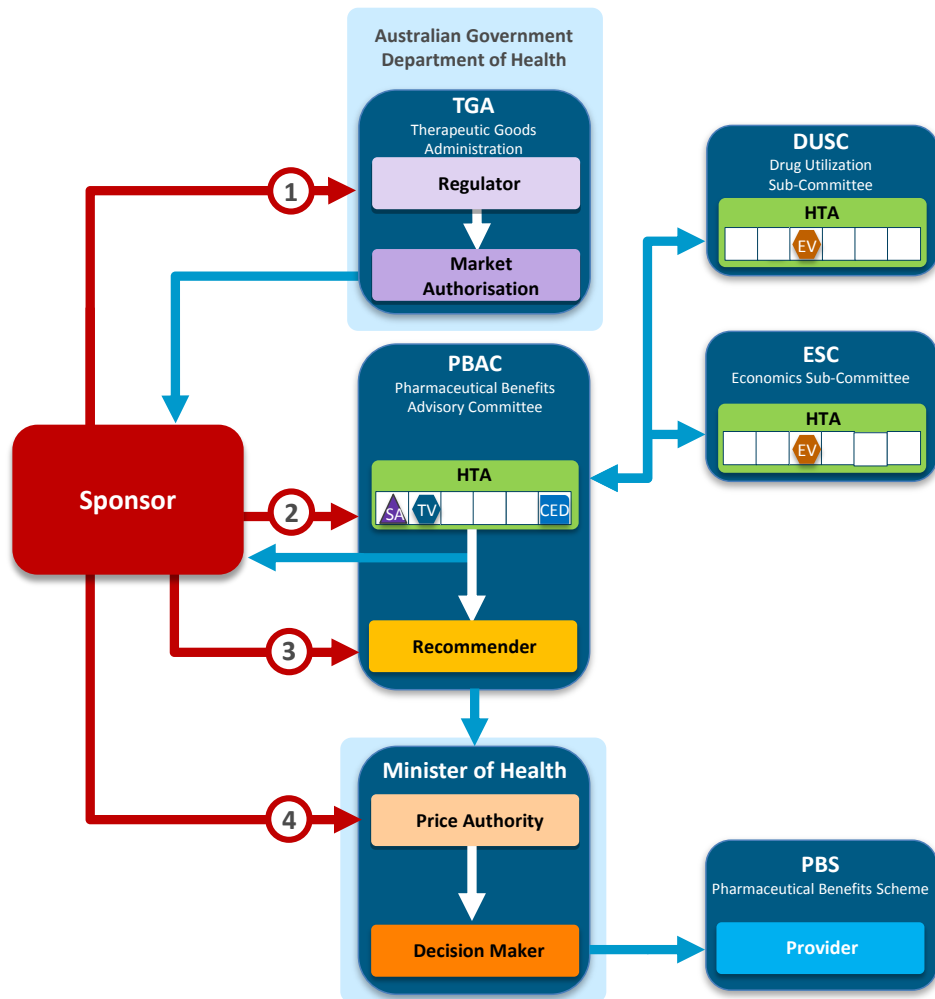 Australian Government
Department of Health
TGA
Therapeutic Goods
Administration
Regulator
Market
Authorisation
1
DUSC
Drug Utilization
Sub-Committee
HTA
EV
ESC
Economics Sub-Committee
HTA
EV
PBAC
Pharmaceutical Benefits
Advisory Committee
HTA
SA
TV
CED
Recommender
Sponsor
2
3
4
Minister of Health
Price Authority
Decision Maker
PBS
Pharmaceutical Benefits Scheme
Provider